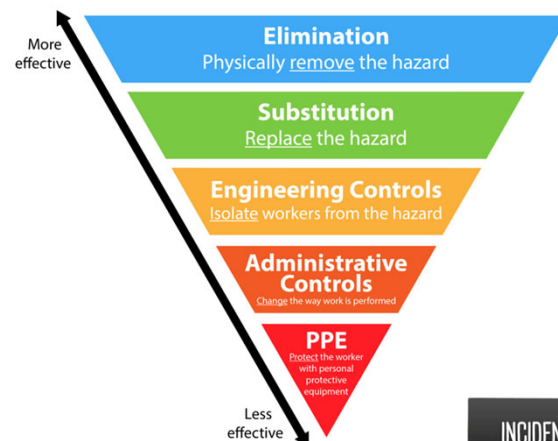 More
effective
Elimination
Physically remove the hazard
Substitution
Replace the hazard
Engineering Controls
Isolate workers from the hazard
Administrative
Controls
Change the way work is performed
PPE
Protect the worker
with personal
protective
equipment
Less
effective